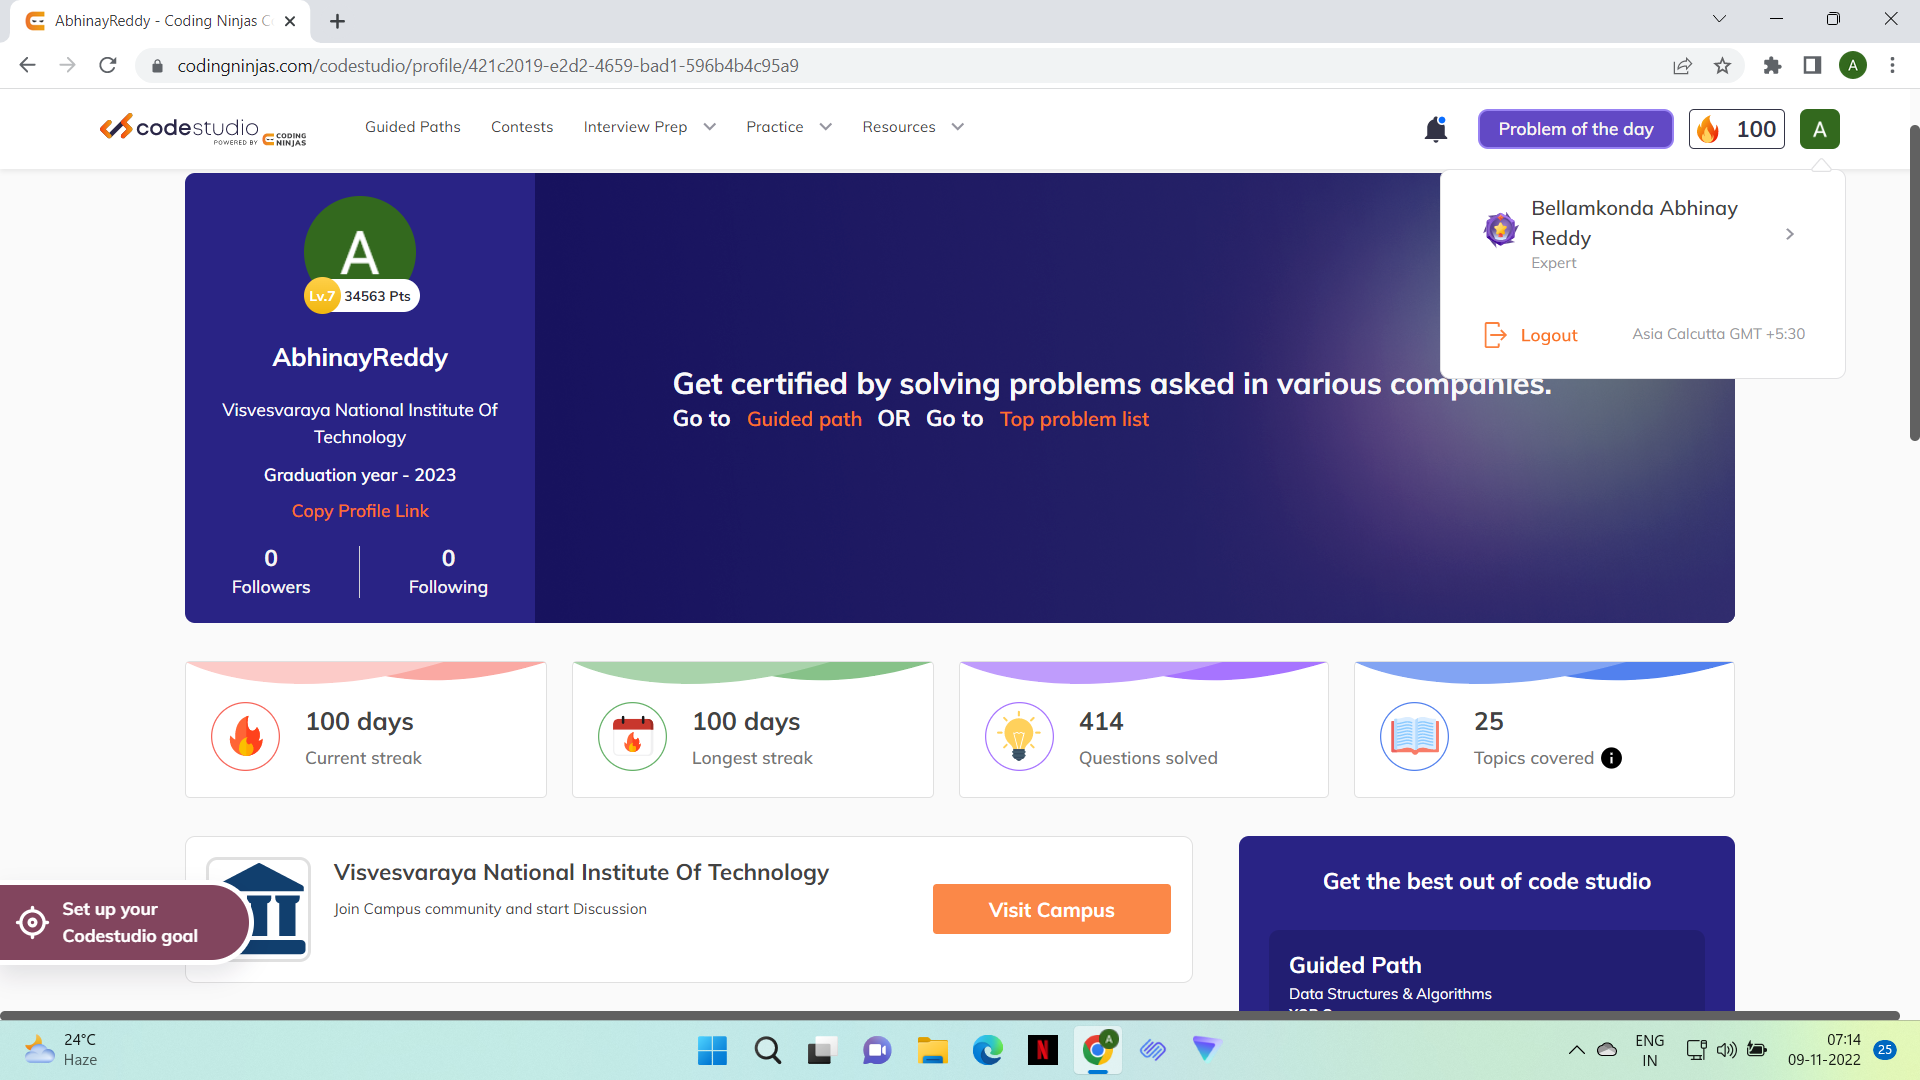 AbhinayReddy - Coding Ninjas C
codingninjas.com/codestudio/profile/421c2019-e2d2-4659-bad1-596b4b4c95a9
A
codestudio
POWERED BY CODING NINJAS
Guided Paths
Contests
Interview Prep
Practice
Resources
Problem of the day
100
A
Bellamkonda Abhinay
Reddy
Expert
Logout
Asia Calcutta GMT +5:30
A
Lv.7 34563 Pts
AbhinayReddy
Visvesvaraya National Institute Of
Technology
Graduation year - 2023
Copy Profile Link
0
Followers
0
Following
Get certified by solving problems asked in various companies.
Go to Guided path OR Go to Top problem list
100 days
Current streak
100 days
Longest streak
414
Questions solved
25
Topics covered
Visvesvaraya National Institute Of Technology
Join Campus community and start Discussion
Visit Campus
Set up your
Codestudio goal
Get the best out of code studio
Guided Path
Data Structures & Algorithms
24°C
Haze
N
A
ENG
IN
07:14
09-11-2022
25